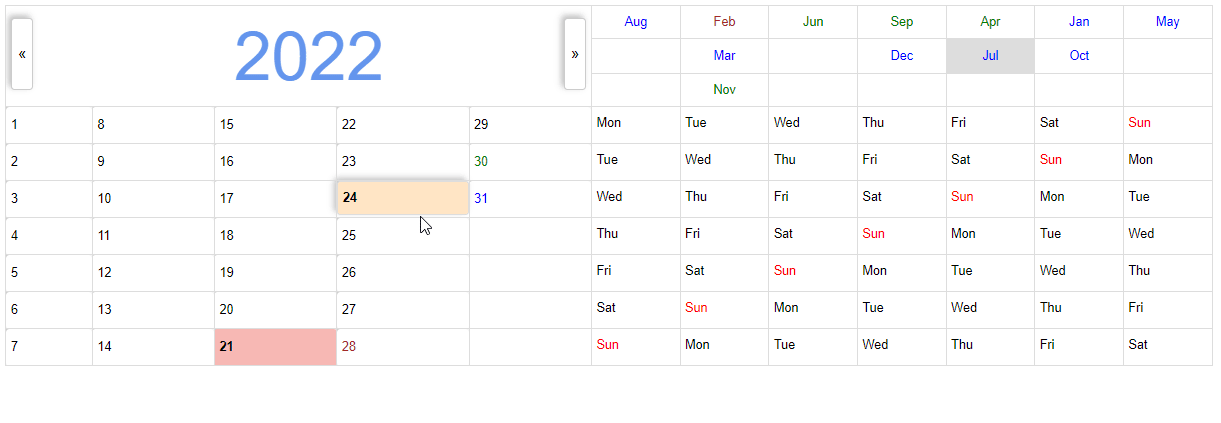 « 2022 » Aug Feb Jun Sep Apr Jan May
Mar Dec Jul Oct
Nov
1 8 15 22 29 Mon Tue Wed Thu Fri Sat Sun
2 9 16 23 30 Tue Wed Thu Fri Sat Sun Mon
3 10 17 24 31 Wed Thu Fri Sat Sun Mon Tue
4 11 18 25 Thu Fri Sat Sun Mon Tue Wed
5 12 19 26 Fri Sat Sun Mon Tue Wed Thu
6 13 20 27 Sat Sun Mon Tue Wed Thu Fri
7 14 21 28 Sun Mon Tue Wed Thu Fri Sat